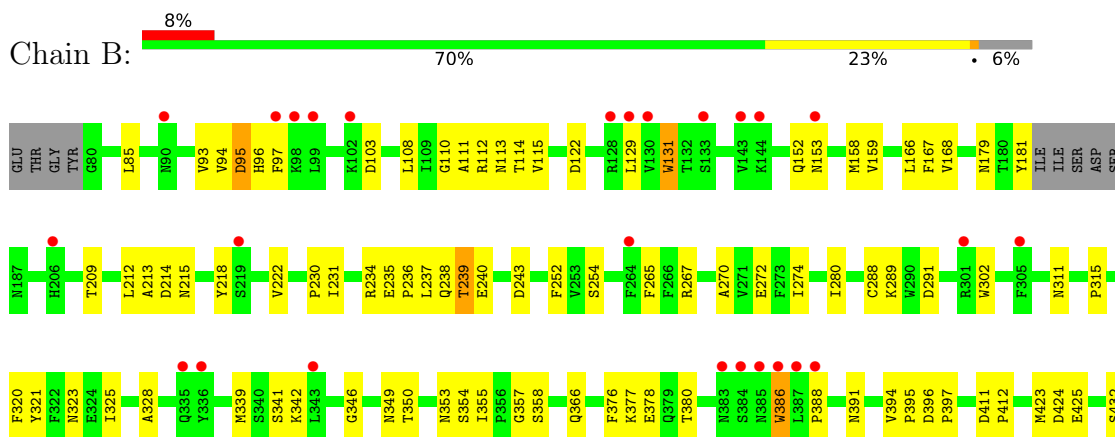 8%
Chain B:
70% 23% • 6%
GLU THR GLY TYR G80 L85 N90 V93 V94 D95 H96 F97 K98 L99 K102 D103 L108 I109 G110 A111 R112 N113 T114 V115 D122 R128 L129 V130 W131 T132 S133 V143 K144 Q152 N153 M158 V159 L166 F167 V168 N179 T180 Y181 ILE ILE SER ASP SER
N187 H206 T209 L212 A213 D214 N215 Y218 S219 V222 P230 I231 R234 E235 P236 L237 Q238 T239 E240 D243 F252 V253 S254 F264 F265 F266 R267 A270 V271 E272 F273 I274 I280 C288 K289 W290 D291 R301 W302 F305 N311 P315
F320 Y321 F322 N323 E324 I325 A328 Q335 Y336 M339 S340 S341 K342 L343 G346 N349 T350 N353 S354 I355 P356 G357 S358 Q366 F376 K377 E378 Q379 T380 N383 S384 N385 W386 L387 P388 N391 V394 P395 D396 P397 D411 P412 M423 D424 E425